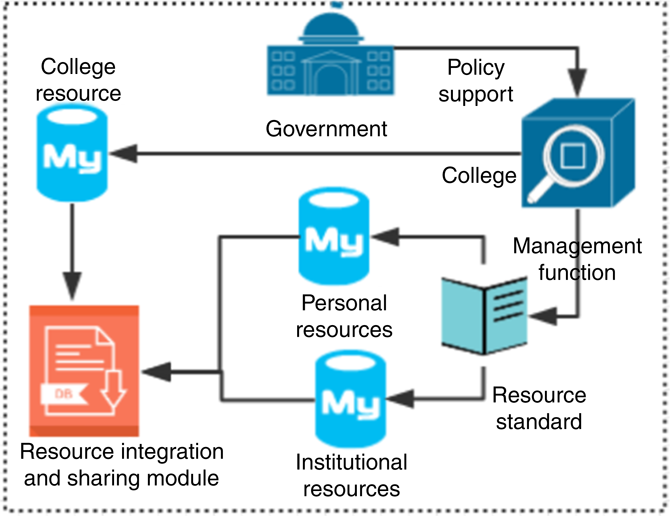 College
resource
Policy
support
Government
My
College
My
Management
function
Personal
resources
DB
My
Resource
standard
Resource integration
and sharing module
Institutional
resources